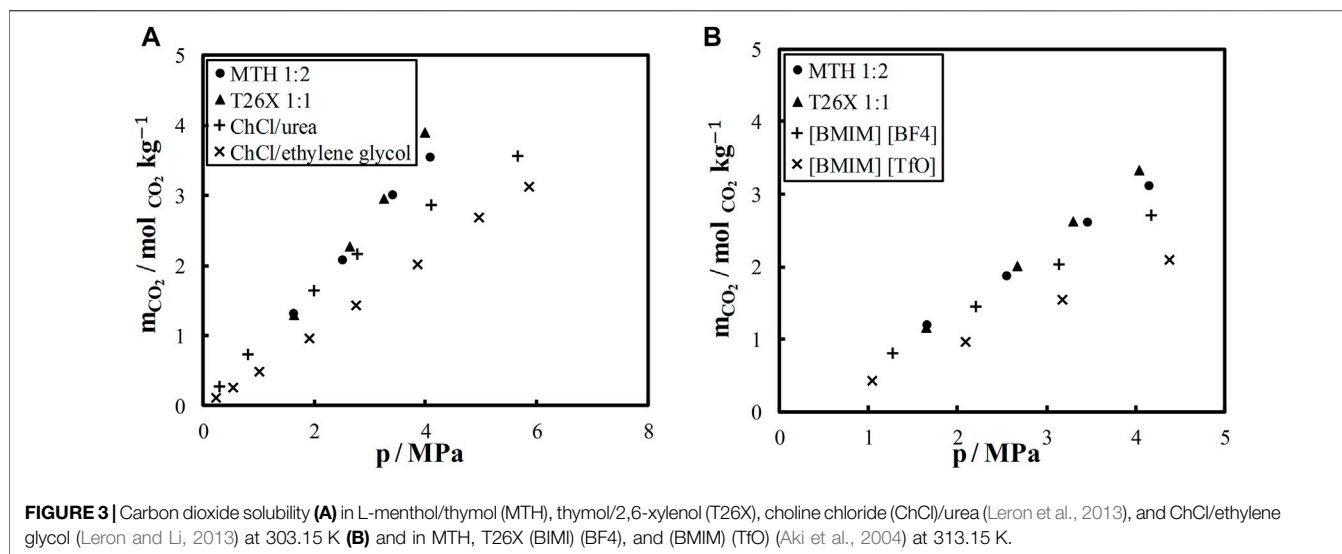 A
5
4
3
2
1
0
MTH 1:2
T26X 1:1
ChCl/urea
ChCl/ethylene glycol
m_CO₂ / mol CO₂ kg⁻¹
0 2 4 6 8
p / MPa
B
5
4
3
2
1
0
MTH 1:2
T26X 1:1
[BMIM] [BF4]
[BMIM] [TfO]
m_CO₂ / mol CO₂ kg⁻¹
0 1 2 3 4 5
p / MPa
FIGURE 3 | Carbon dioxide solubility (A) in L-menthol/thymol (MTH), thymol/2,6-xylenol (T26X), choline chloride (ChCl)/urea (Leron et al., 2013), and ChCl/ethylene
glycol (Leron and Li, 2013) at 303.15 K (B) and in MTH, T26X (BIMI) (BF4), and (BMIM) (TfO) (Aki et al., 2004) at 313.15 K.